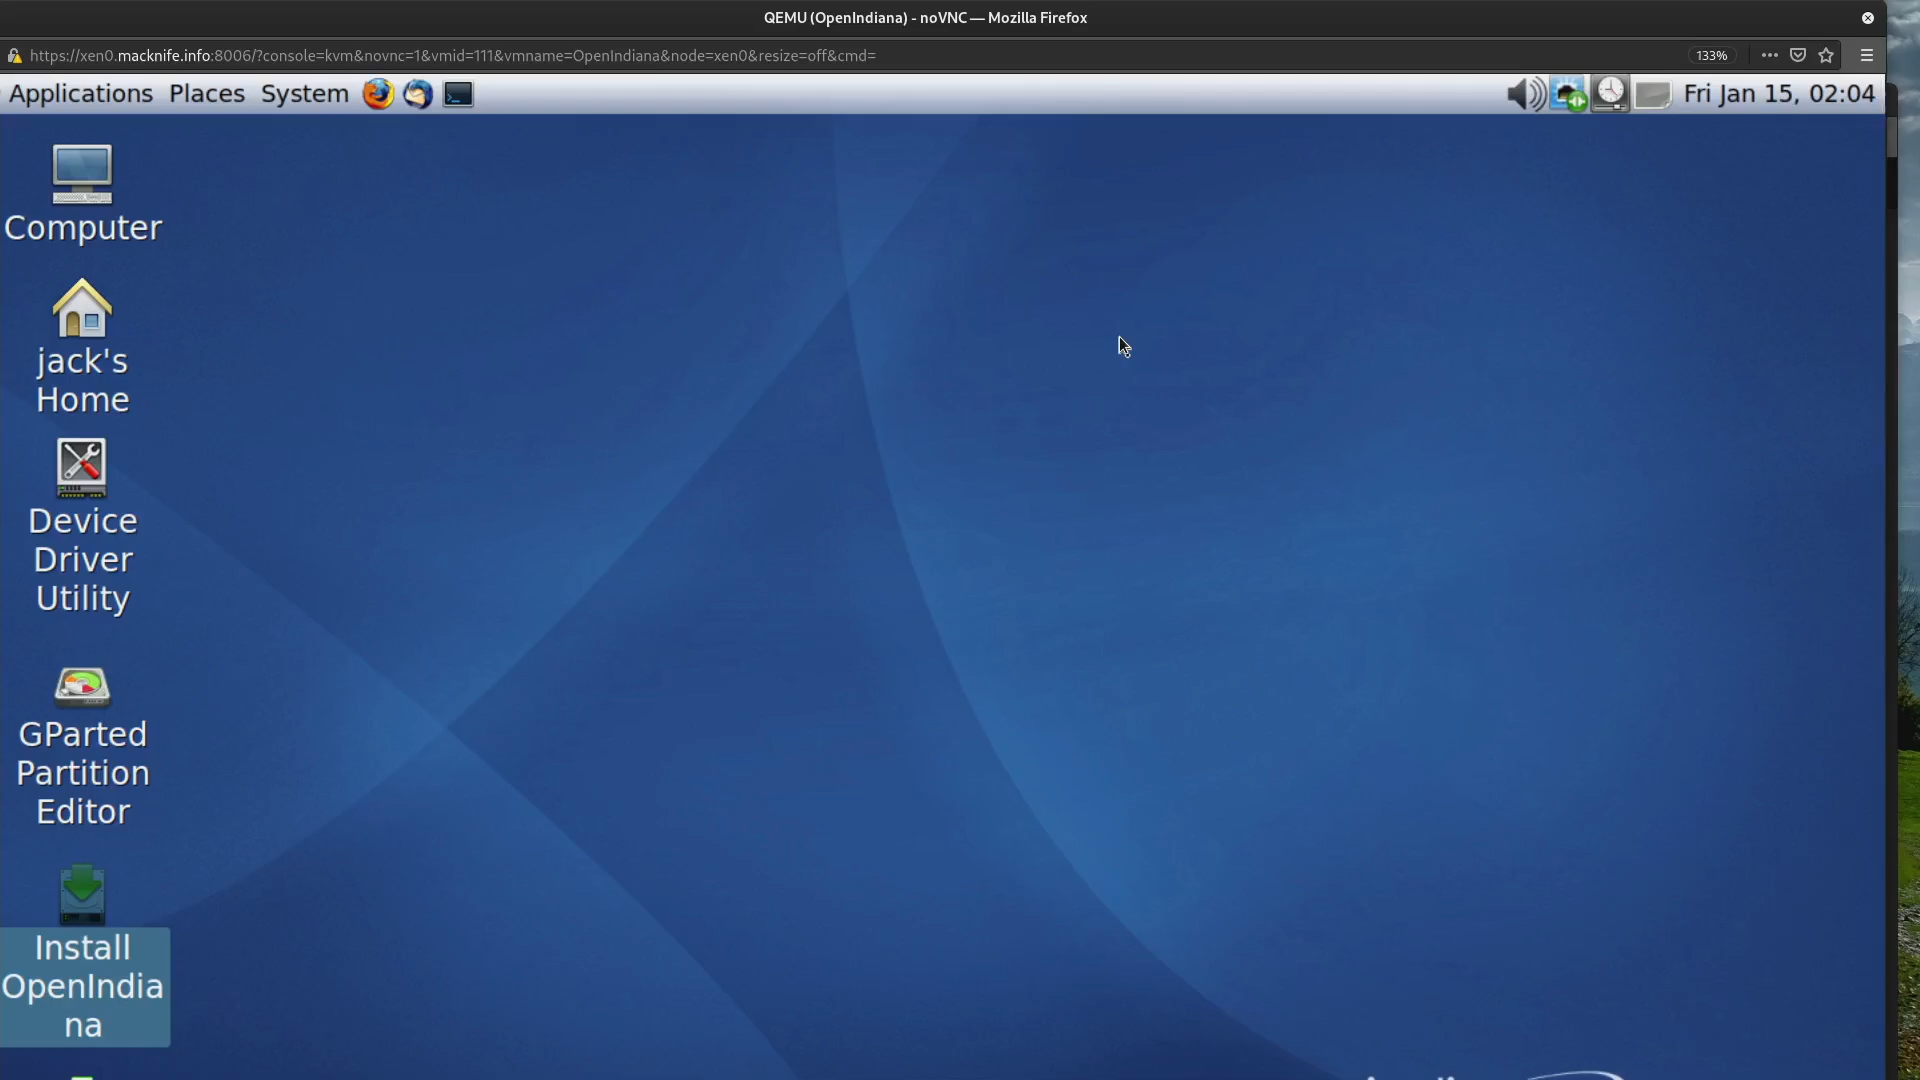 QEMU (OpenIndiana) - noVNC — Mozilla Firefox
https://xen0.macknife.info:8006/?console=kvm&novnc=1&vmid=111&vmname=OpenIndiana&node=xen0&resize=off&cmd=
133%
Applications Places System
Fri Jan 15, 02:04
Computer
jack's
Home
Device
Driver
Utility
GParted
Partition
Editor
Install
OpenIndia
na